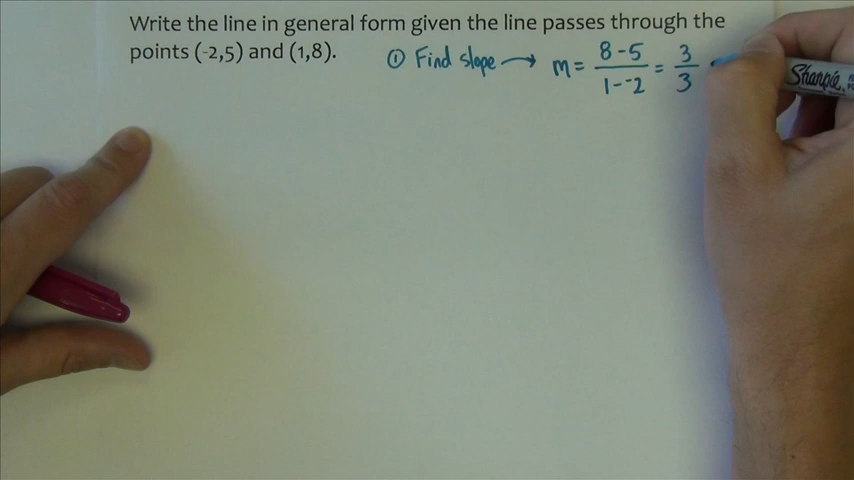 Write the line in general form given the line passes through the
points (-2,5) and (1,8). ① Find slope → m = 8-5 / 1--2 = 3 / 3
Sharpie